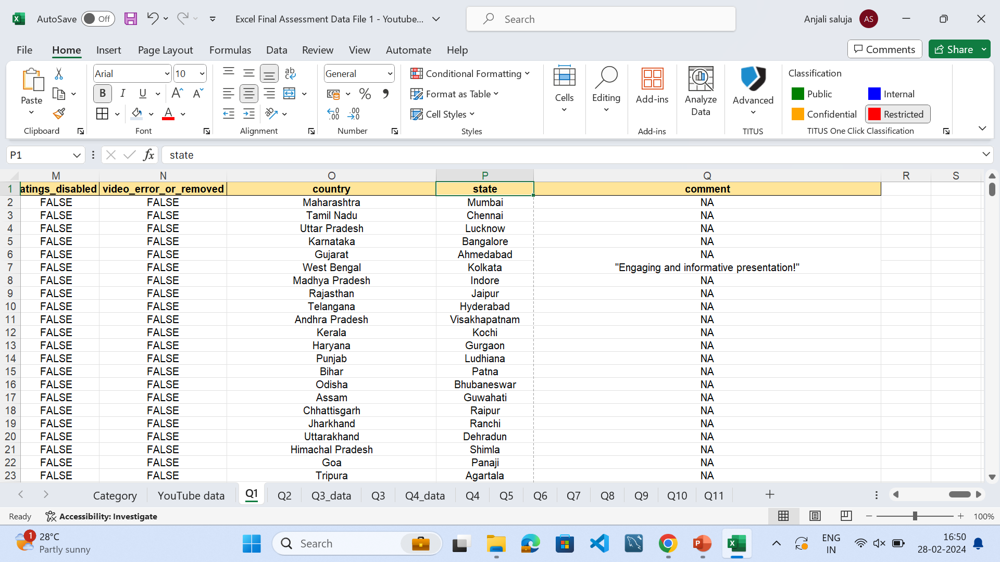 AutoSave Off Excel Final Assessment Data File 1 - Youtube... Search Anjali saluja AS
File Home Insert Page Layout Formulas Data Review View Automate Help Comments Share
Paste Arial 10 B I U A A A ab General % 9 .00 Conditional Formatting Format as Table Cell Styles Cells Editing Add-ins Analyze Data Advanced Classification Public Internal Confidential Restricted
Clipboard Font Alignment Number Styles Add-ins TITUS TITUS One Click Classification
P1 fx state
M N O P Q R S
1 atings_disabled video_error_or_removed country state comment
2 FALSE FALSE Maharashtra Mumbai NA
3 FALSE FALSE Tamil Nadu Chennai NA
4 FALSE FALSE Uttar Pradesh Lucknow NA
5 FALSE FALSE Karnataka Bangalore NA
6 FALSE FALSE Gujarat Ahmedabad NA
7 FALSE FALSE West Bengal Kolkata "Engaging and informative presentation!"
8 FALSE FALSE Madhya Pradesh Indore NA
9 FALSE FALSE Rajasthan Jaipur NA
10 FALSE FALSE Telangana Hyderabad NA
11 FALSE FALSE Andhra Pradesh Visakhapatnam NA
12 FALSE FALSE Kerala Kochi NA
13 FALSE FALSE Haryana Gurgaon NA
14 FALSE FALSE Punjab Ludhiana NA
15 FALSE FALSE Bihar Patna NA
16 FALSE FALSE Odisha Bhubaneswar NA
17 FALSE FALSE Assam Guwahati NA
18 FALSE FALSE Chhattisgarh Raipur NA
19 FALSE FALSE Jharkhand Ranchi NA
20 FALSE FALSE Uttarakhand Dehradun NA
21 FALSE FALSE Himachal Pradesh Shimla NA
22 FALSE FALSE Goa Panaji NA
23 FALSE FALSE Tripura Agartala NA
Category YouTube data Q1 Q2 Q3_data Q3 Q4_data Q4 Q5 Q6 Q7 Q8 Q9 Q10 Q11
Ready Accessibility: Investigate 100%
1 28°C Search ENG 16:50
Partly sunny IN 28-02-2024